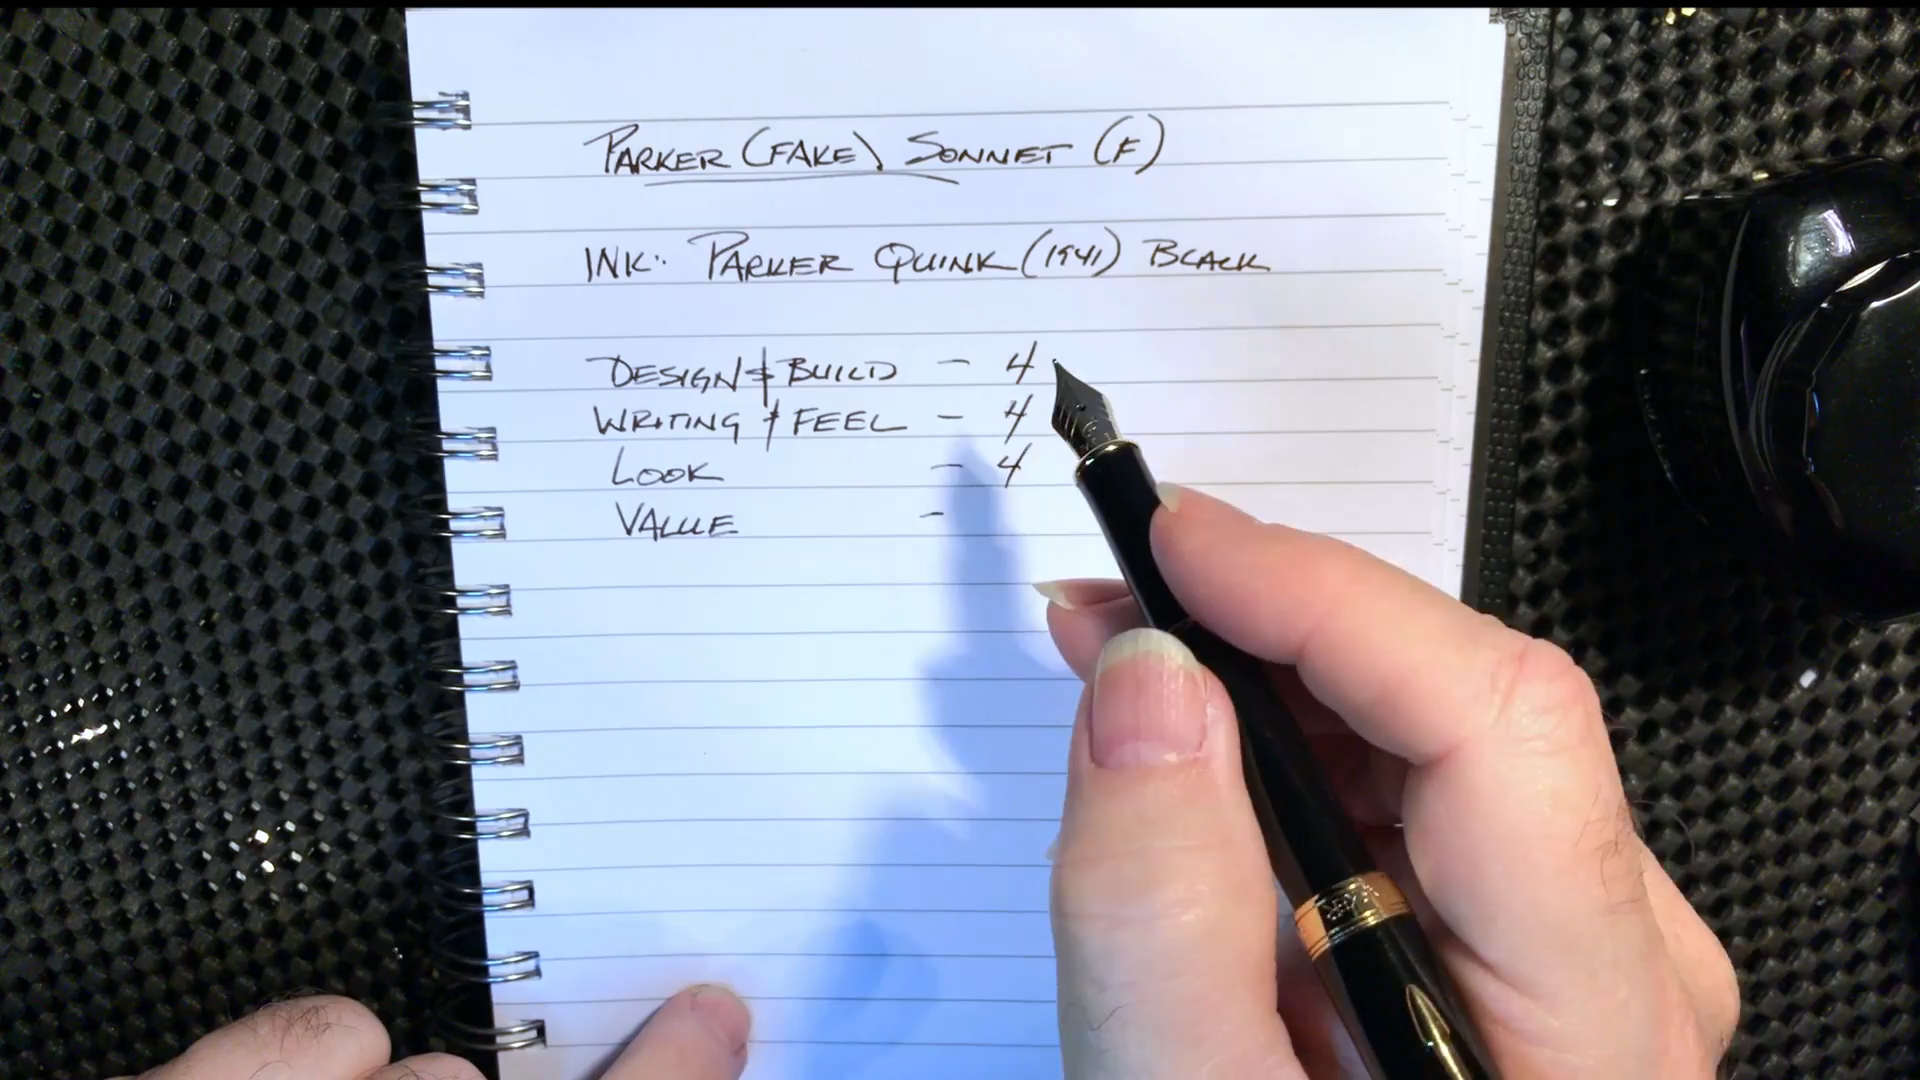 PARKER (FAKE) SONNET (F)
INK: PARKER QUINK (1941) BLACK
DESIGN & BUILD - 4
WRITING & FEEL - 4
LOOK - 4
VALUE -